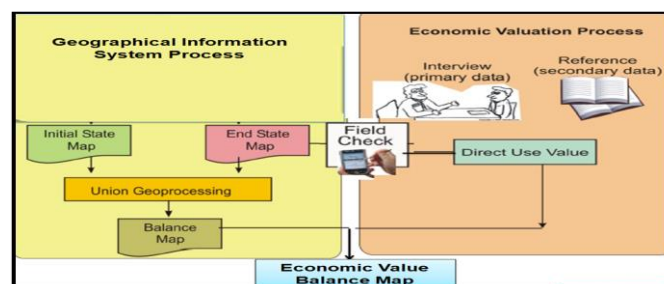 Geographical Information
System Process
Economic Valuation Process
Interview
(primary data)
Reference
(secondary data)
Initial State
Map
End State
Map
Field
Check
Direct Use Value
Union Geoprocessing
Balance
Map
Economic Value
Balance Map